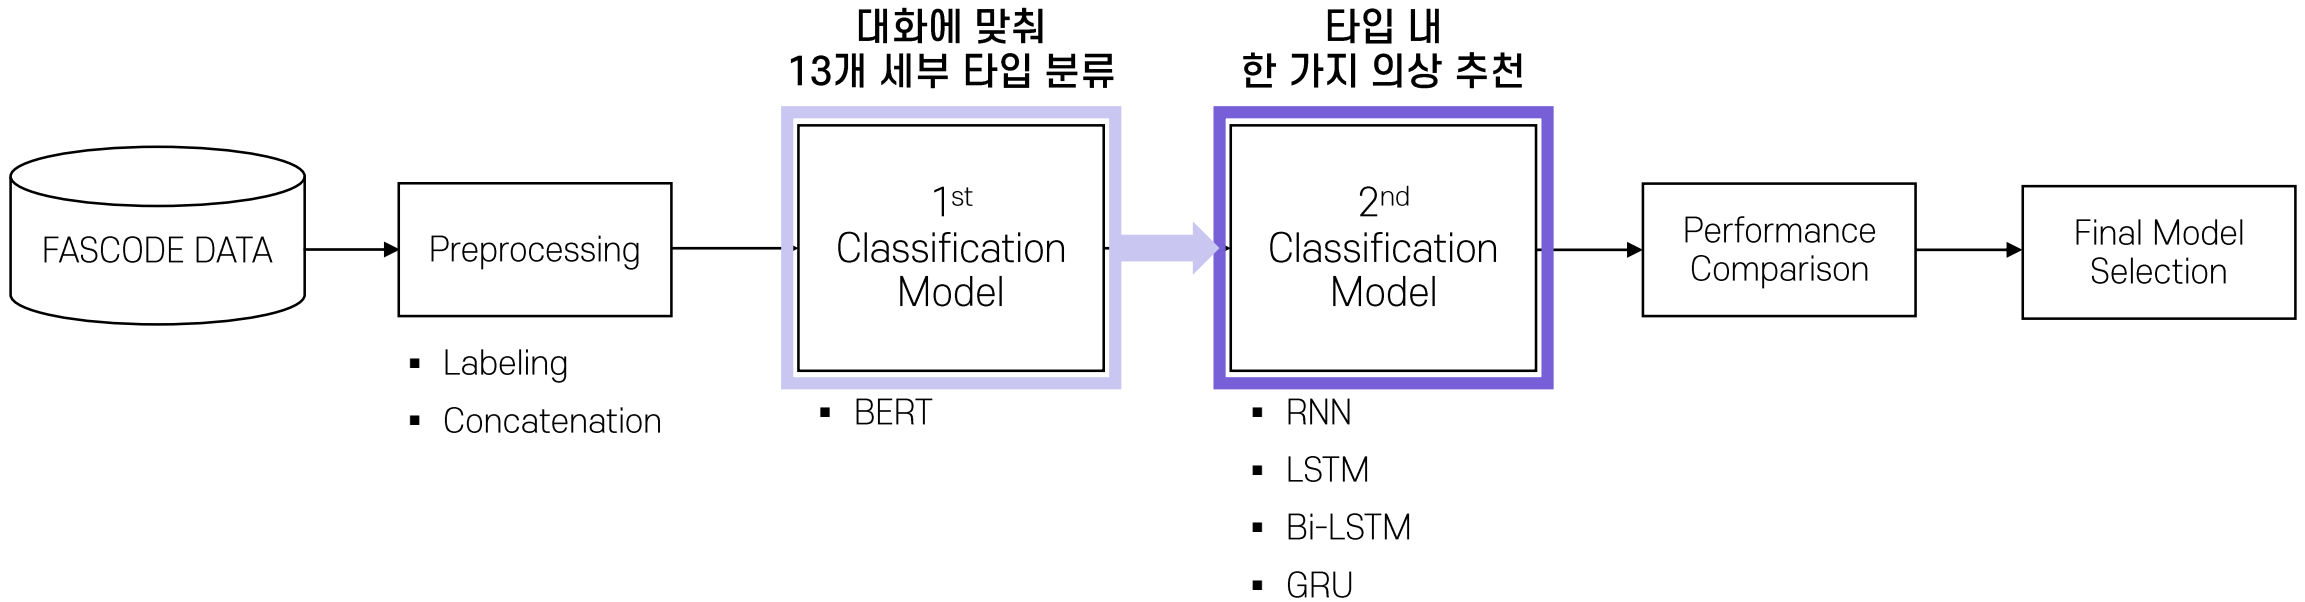 대화에 맞춰
13개 세부 타입 분류
타입 내
한 가지 의상 추천
FASCODE DATA
Preprocessing
▪ Labeling
▪ Concatenation
1st
Classification
Model
▪ BERT
2nd
Classification
Model
▪ RNN
▪ LSTM
▪ Bi-LSTM
▪ GRU
Performance
Comparison
Final Model
Selection